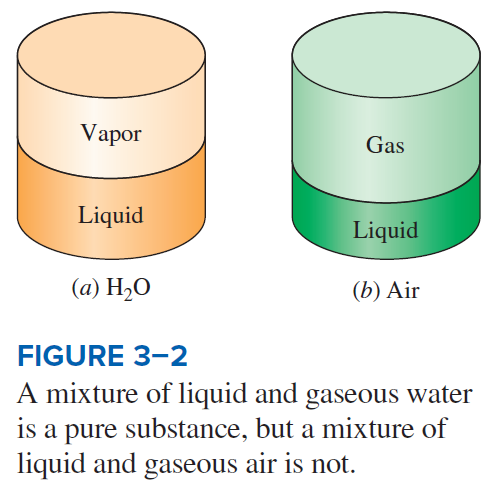 Vapor
Liquid
Gas
Liquid
(a) H₂O
(b) Air
FIGURE 3–2
A mixture of liquid and gaseous water
is a pure substance, but a mixture of
liquid and gaseous air is not.